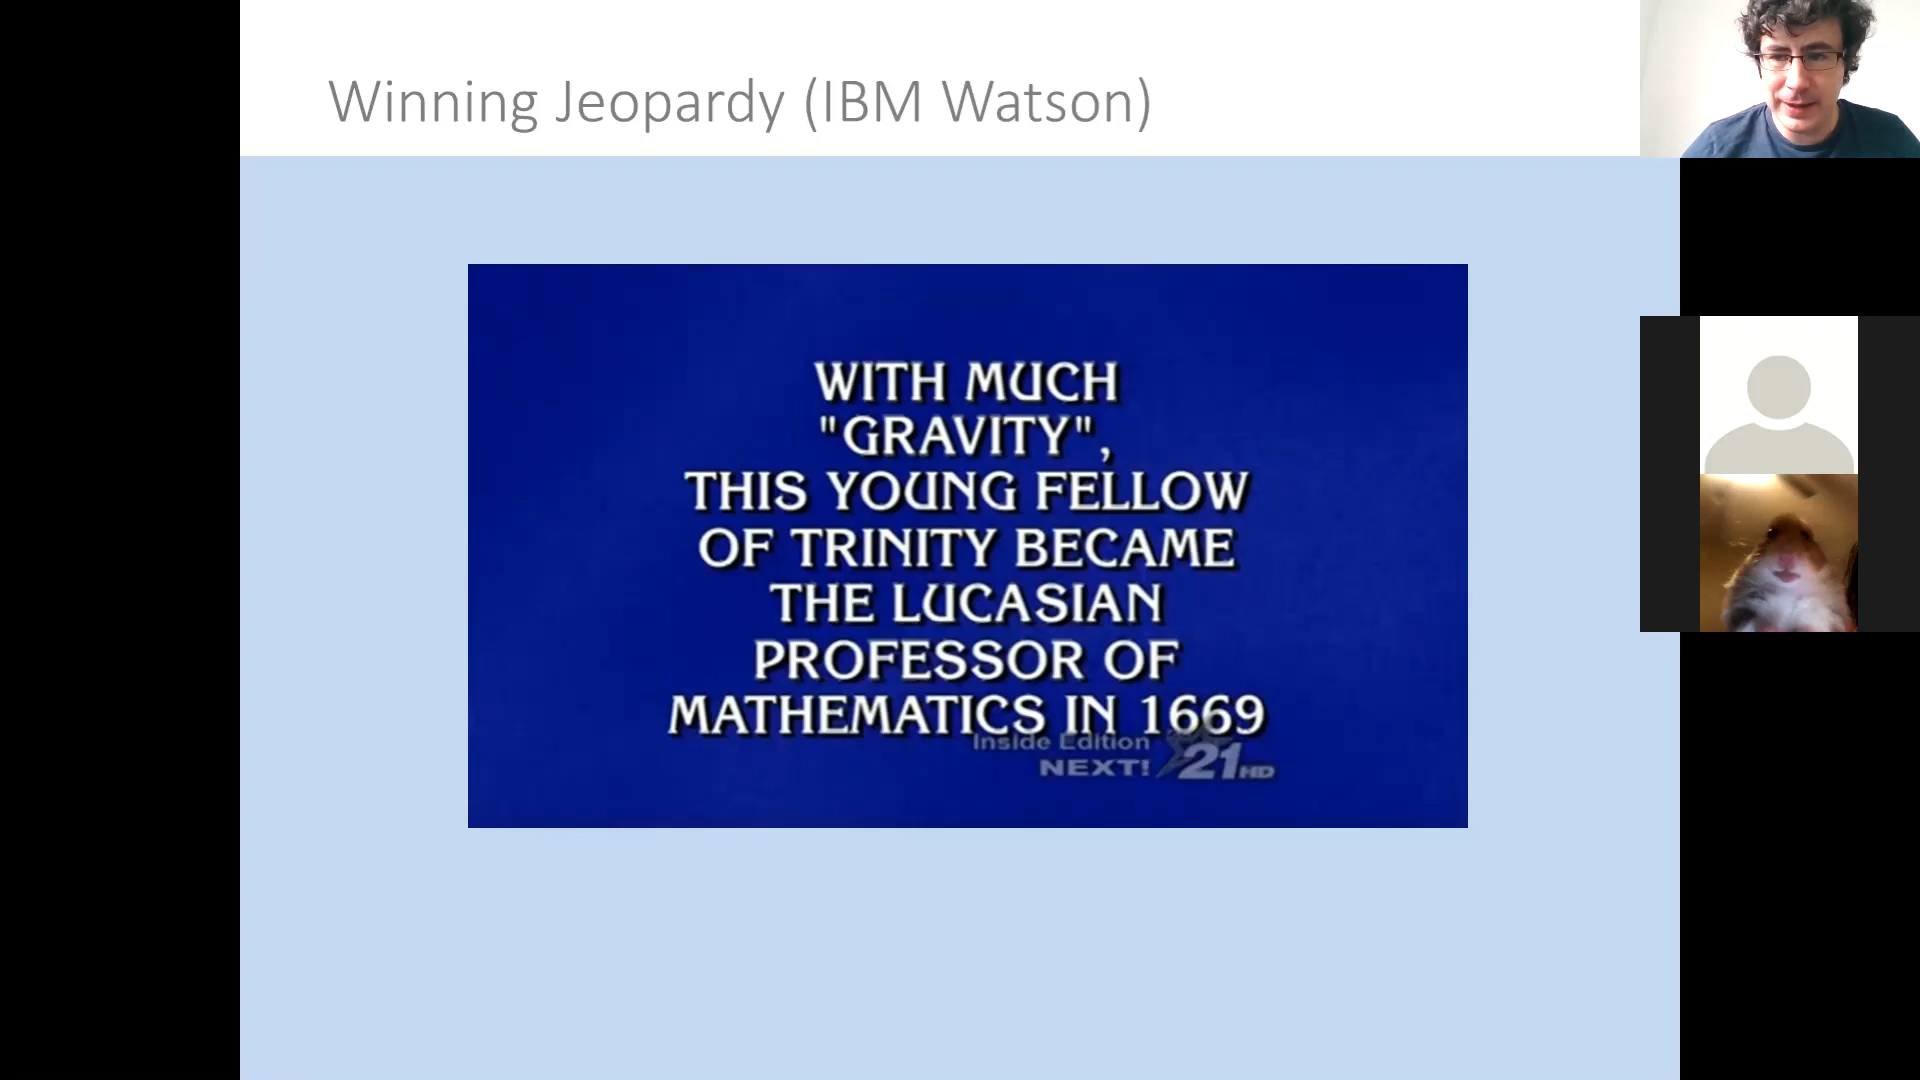 Winning Jeopardy (IBM Watson)
WITH MUCH
"GRAVITY",
THIS YOUNG FELLOW
OF TRINITY BECAME
THE LUCASIAN
PROFESSOR OF
MATHEMATICS IN 1669
Inside Edition
NEXT! 21 HD